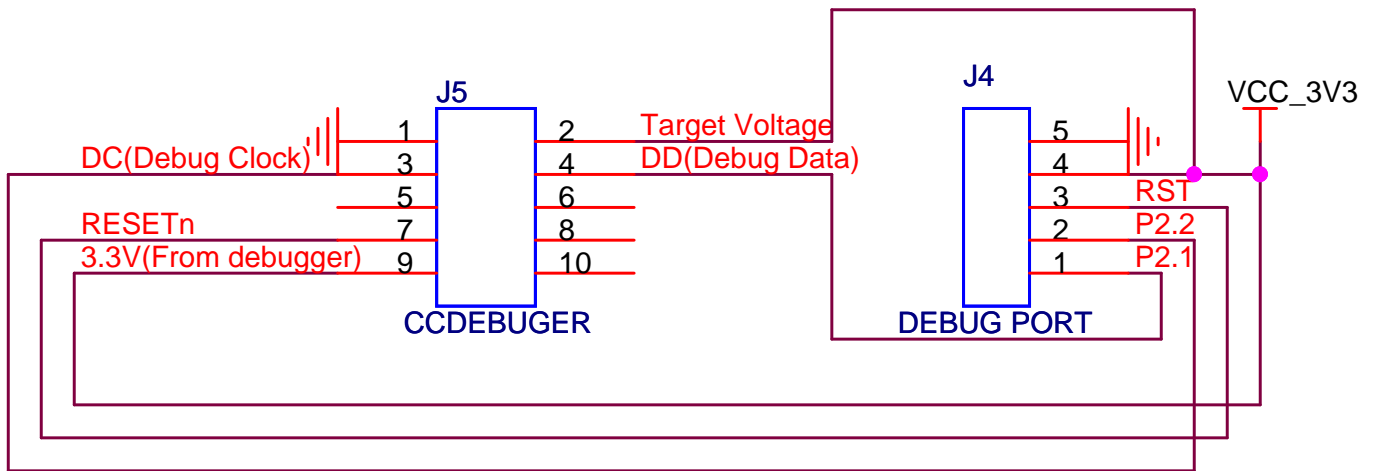 J5
J4
VCC_3V3
1
2
Target Voltage
5
DC(Debug Clock)
3
4
DD(Debug Data)
4
5
6
3
RST
RESETn
7
8
2
P2.2
3.3V(From debugger)
9
10
1
P2.1
CCDEBUGER
DEBUG PORT